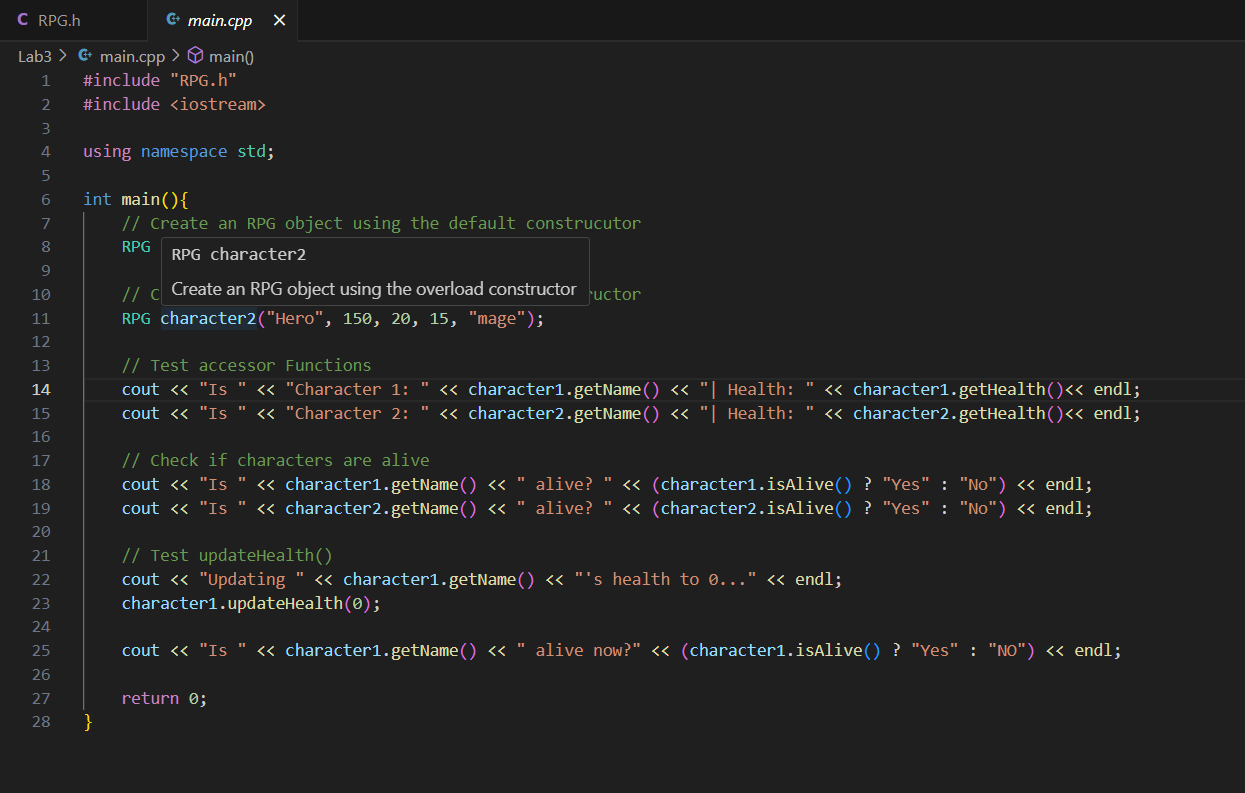 C RPG.h
C++ main.cpp ×
Lab3 > C++ main.cpp > main()
1 #include "RPG.h"
2 #include <iostream>
3
4 using namespace std;
5
6 int main(){
7 // Create an RPG object using the default construcutor
8 RPG
RPG character2
9
Create an RPG object using the overload constructor
10 // C ructor
11 RPG character2("Hero", 150, 20, 15, "mage");
12
13 // Test accessor Functions
14 cout << "Is " << "Character 1: " << character1.getName() << "| Health: " << character1.getHealth()<< endl;
15 cout << "Is " << "Character 2: " << character2.getName() << "| Health: " << character2.getHealth()<< endl;
16
17 // Check if characters are alive
18 cout << "Is " << character1.getName() << " alive? " << (character1.isAlive() ? "Yes" : "No") << endl;
19 cout << "Is " << character2.getName() << " alive? " << (character2.isAlive() ? "Yes" : "No") << endl;
20
21 // Test updateHealth()
22 cout << "Updating " << character1.getName() << "'s health to 0..." << endl;
23 character1.updateHealth(0);
24
25 cout << "Is " << character1.getName() << " alive now?" << (character1.isAlive() ? "Yes" : "NO") << endl;
26
27 return 0;
28 }